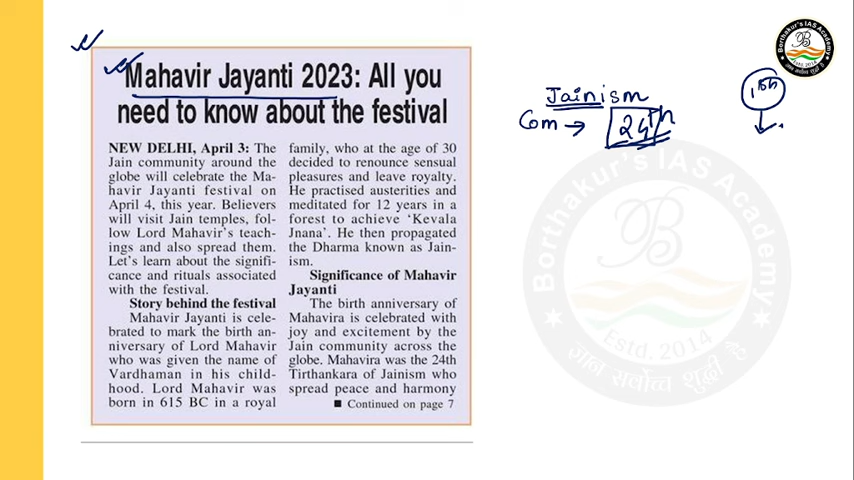 Mahavir Jayanti 2023: All you
need to know about the festival
NEW DELHI, April 3: The
Jain community around the
globe will celebrate the Ma-
havir Jayanti festival on
April 4, this year. Believers
will visit Jain temples, fol-
low Lord Mahavir's teach-
ings and also spread them.
Let's learn about the signifi-
cance and rituals associated
with the festival.
Story behind the festival
Mahavir Jayanti is cele-
brated to mark the birth an-
niversary of Lord Mahavir
who was given the name of
Vardhaman in his child-
hood. Lord Mahavir was
born in 615 BC in a royal
family, who at the age of 30
decided to renounce sensual
pleasures and leave royalty.
He practised austerities and
meditated for 12 years in a
forest to achieve 'Kevala
Jnana'. He then propagated
the Dharma known as Jain-
ism.
Significance of Mahavir
Jayanti
The birth anniversary of
Mahavira is celebrated with
joy and excitement by the
Jain community across the
globe. Mahavira was the 24th
Tirthankara of Jainism who
spread peace and harmony
■ Continued on page 7
Jainism
Com → 24th
Borthakur's IAS Academy
B
Borthakur's IAS Academy
Estd. 2014
ज्ञान सर्वोच्च शुद्धी है